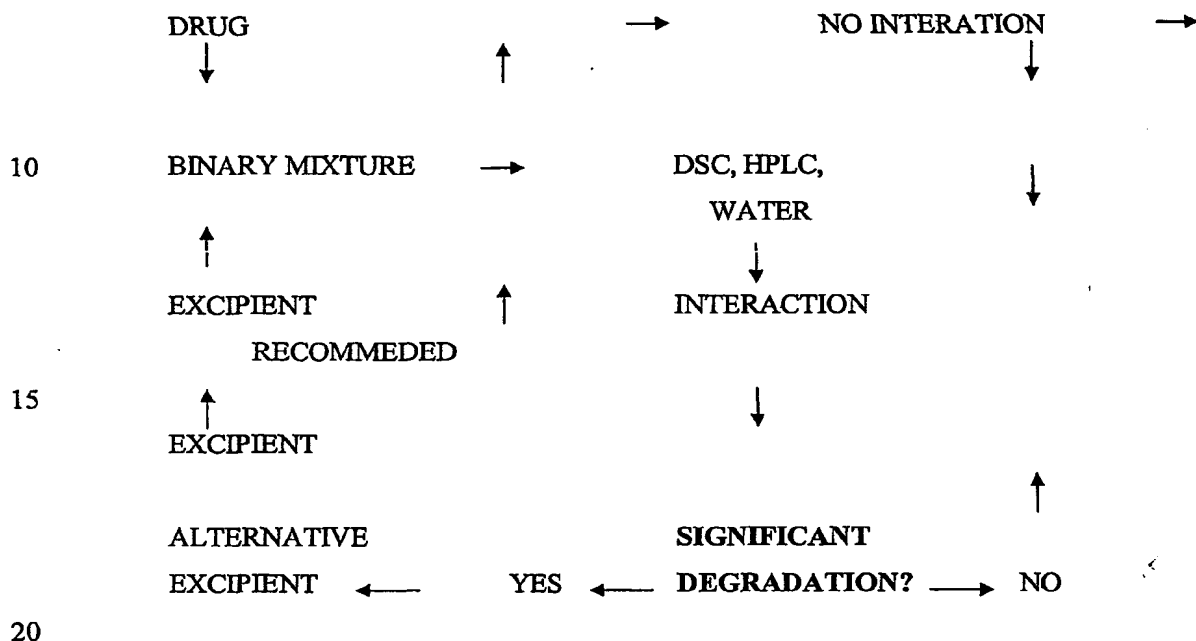 DRUG → NO INTERATION →
↓ ↑ ↓
10 BINARY MIXTURE → DSC, HPLC, ↓
WATER
↑ ↓
EXCIPIENT ↑ INTERACTION
RECOMMEDED
15 ↑ ↓
EXCIPIENT
↑
ALTERNATIVE SIGNIFICANT
EXCIPIENT ← YES ← DEGRADATION? → NO
20